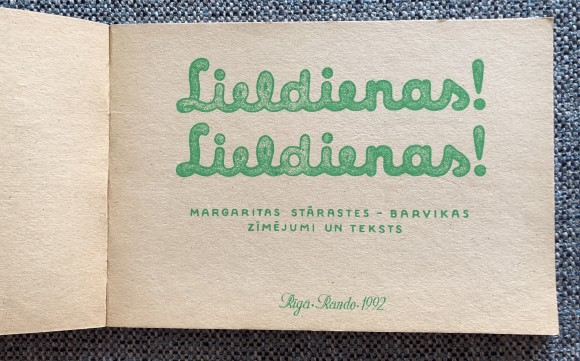 Lieldienas!
Lieldienas!
MARGARITAS STĀRASTES - BARVIKAS
ZĪMĒJUMI UN TEKSTS
Rīga • Rando • 1992